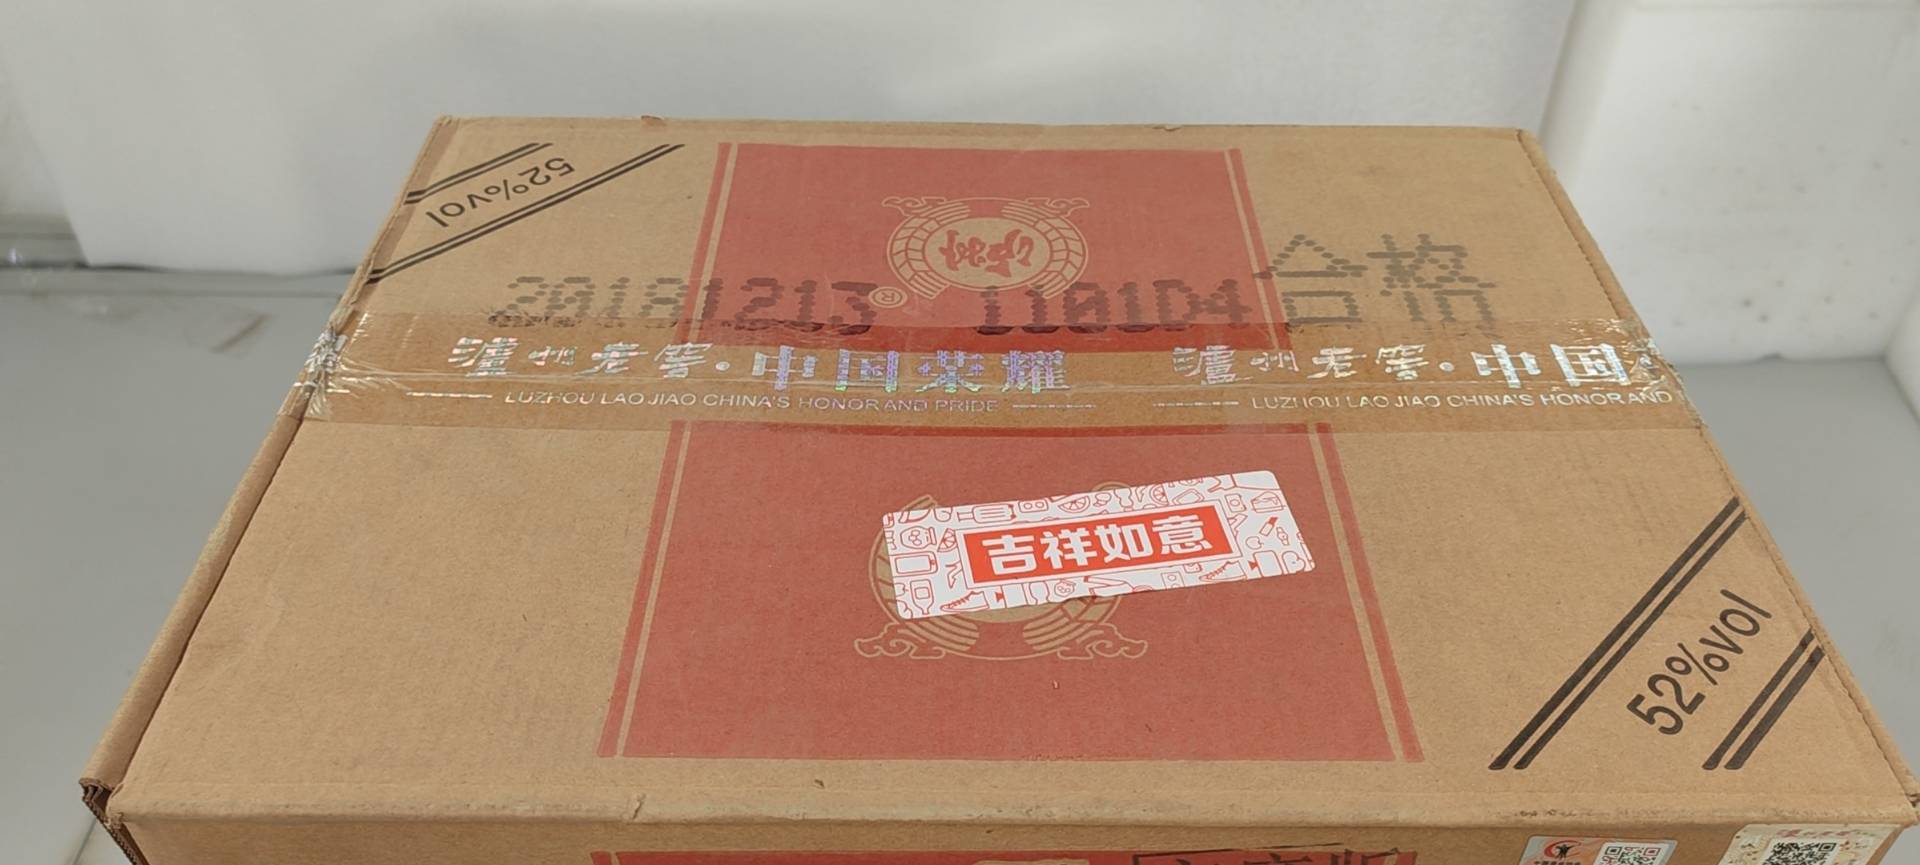 52%vol
20181213 110101D4 合格
®
泸州老窖·中国荣耀 泸州老窖·中国
LUZHOU LAO JIAO CHINA'S HONOR AND PRIDE LUZHOU LAO JIAO CHINA'S HONOR AND
吉祥如意
52%vol